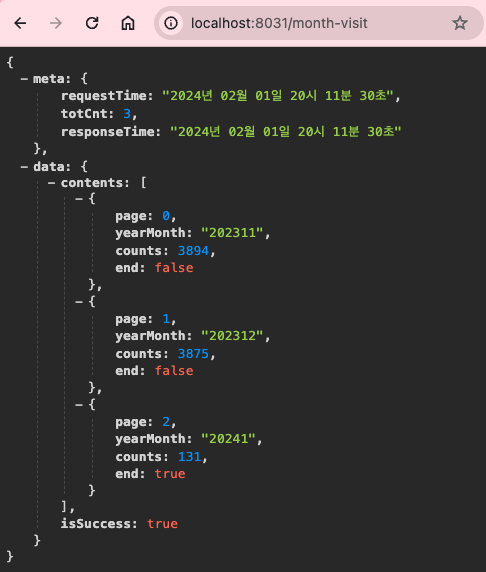 localhost:8031/month-visit
{
− meta: {
requestTime: "2024년 02월 01일 20시 11분 30초",
totCnt: 3,
responseTime: "2024년 02월 01일 20시 11분 30초"
},
− data: {
− contents: [
− {
page: 0,
yearMonth: "202311",
counts: 3894,
end: false
},
− {
page: 1,
yearMonth: "202312",
counts: 3875,
end: false
},
− {
page: 2,
yearMonth: "20241",
counts: 131,
end: true
}
],
isSuccess: true
}
}